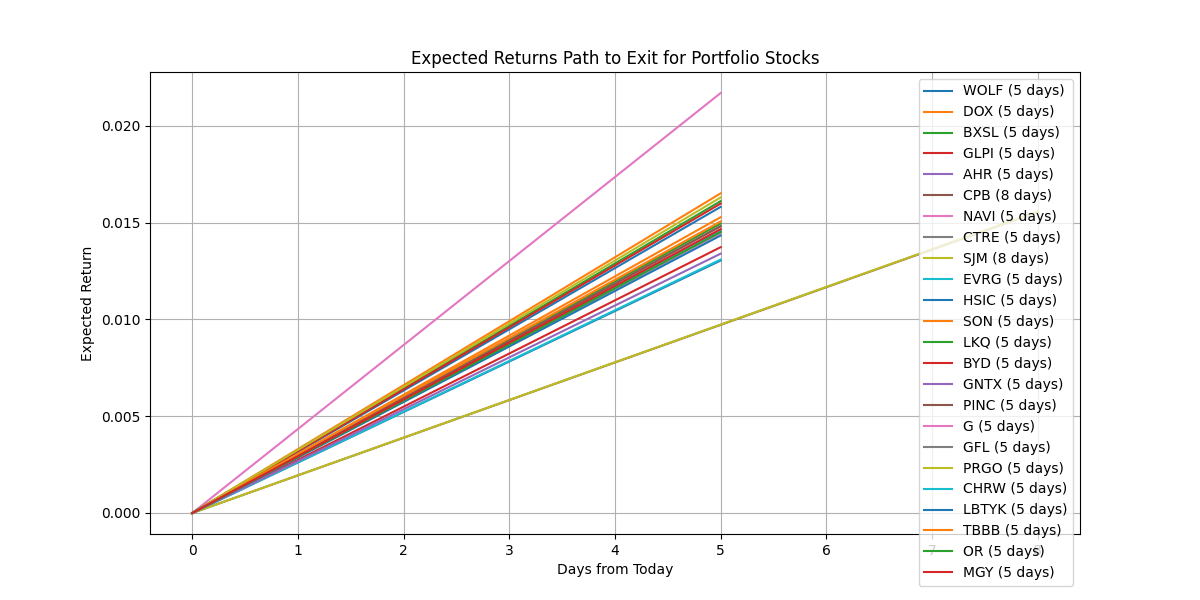 Expected Returns Path to Exit for Portfolio Stocks
Expected Return
0.020
0.015
0.010
0.005
0.000
0 1 2 3 4 5 6 7 8
Days from Today
WOLF (5 days)
DOX (5 days)
BXSL (5 days)
GLPI (5 days)
AHR (5 days)
CPB (8 days)
NAVI (5 days)
CTRE (5 days)
SJM (8 days)
EVRG (5 days)
HSIC (5 days)
SON (5 days)
LKQ (5 days)
BYD (5 days)
GNTX (5 days)
PINC (5 days)
G (5 days)
GFL (5 days)
PRGO (5 days)
CHRW (5 days)
LBTYK (5 days)
TBBB (5 days)
OR (5 days)
MGY (5 days)